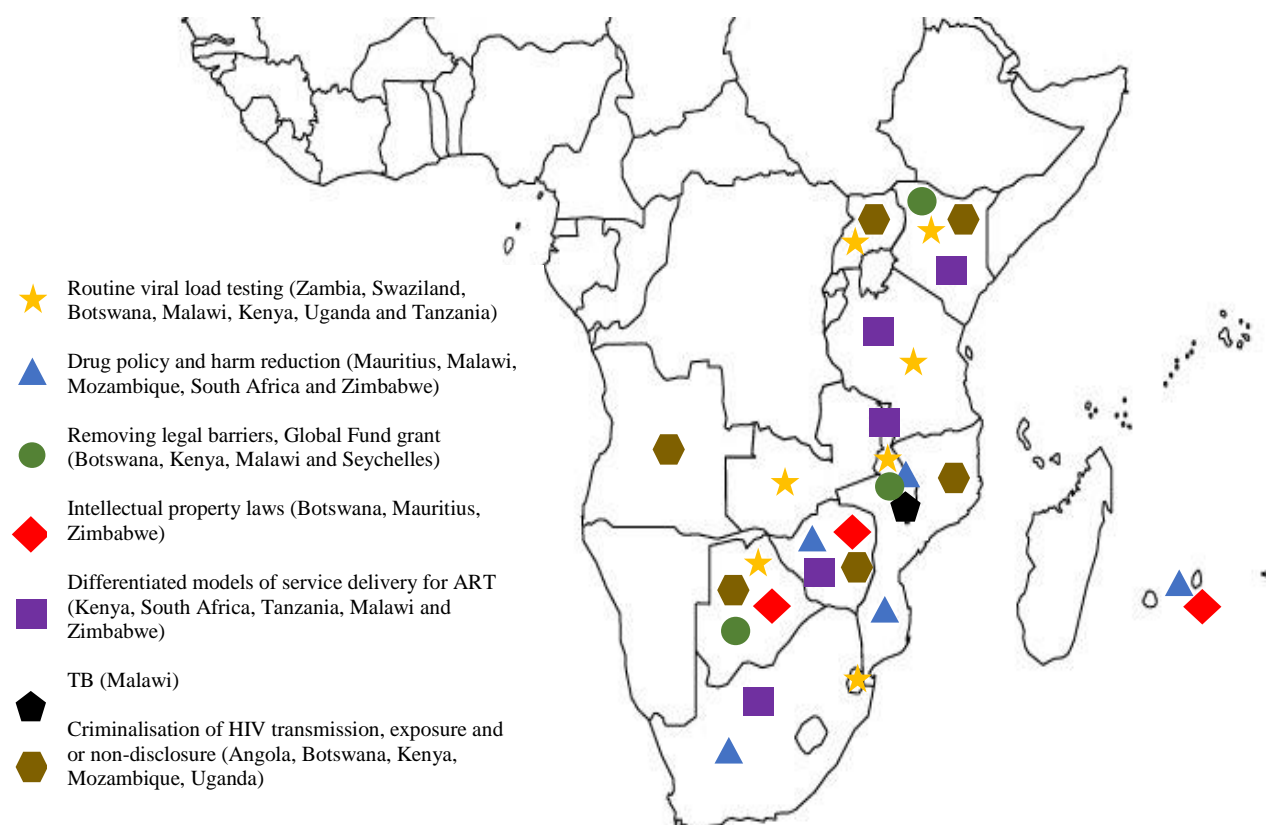 Routine viral load testing (Zambia, Swaziland,
Botswana, Malawi, Kenya, Uganda and Tanzania)
Drug policy and harm reduction (Mauritius, Malawi,
Mozambique, South Africa and Zimbabwe)
Removing legal barriers, Global Fund grant
(Botswana, Kenya, Malawi and Seychelles)
Intellectual property laws (Botswana, Mauritius,
Zimbabwe)
Differentiated models of service delivery for ART
(Kenya, South Africa, Tanzania, Malawi and
Zimbabwe)
TB (Malawi)
Criminalisation of HIV transmission, exposure and
or non-disclosure (Angola, Botswana, Kenya,
Mozambique, Uganda)